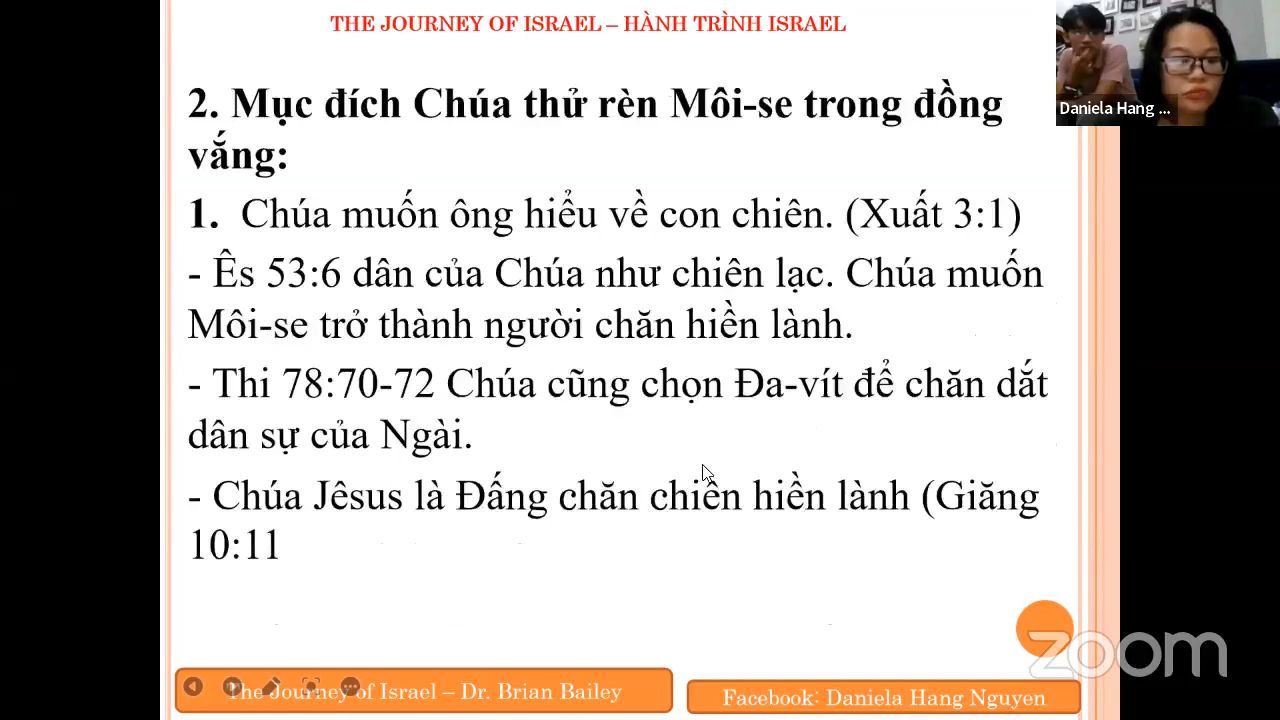 THE JOURNEY OF ISRAEL – HÀNH TRÌNH ISRAEL
Daniela Hang ...
2. Mục đích Chúa thử rèn Môi-se trong đồng
vắng:
1. Chúa muốn ông hiểu về con chiên. (Xuất 3:1)
- Ês 53:6 dân của Chúa như chiên lạc. Chúa muốn
Môi-se trở thành người chăn hiền lành.
- Thi 78:70-72 Chúa cũng chọn Đa-vít để chăn dắt
dân sự của Ngài.
- Chúa Jêsus là Đấng chăn chiên hiền lành (Giăng
10:11
zoom
The Journey of Israel – Dr. Brian Bailey
Facebook: Daniela Hang Nguyen